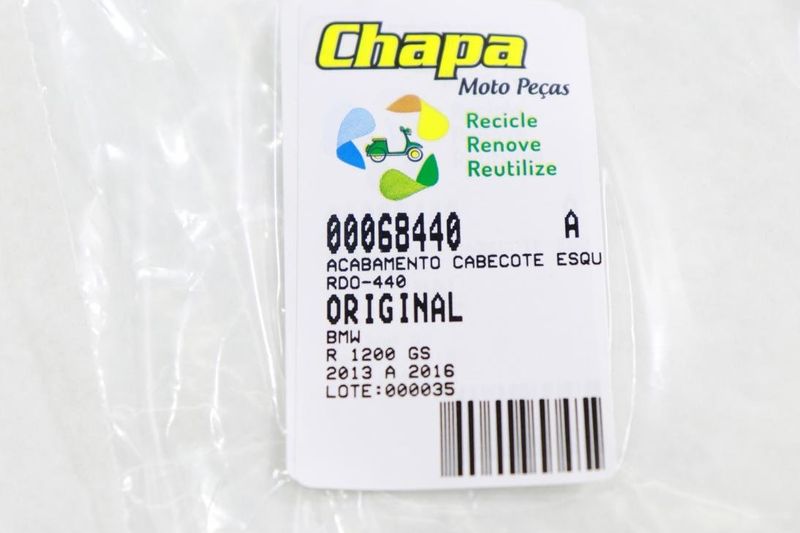 Chapa
Moto Peças
Recicle
Renove
Reutilize
00068440 A
ACABAMENTO CABECOTE ESQU
RDO-440
ORIGINAL
BMW
R 1200 GS
2013 A 2016
LOTE:000035